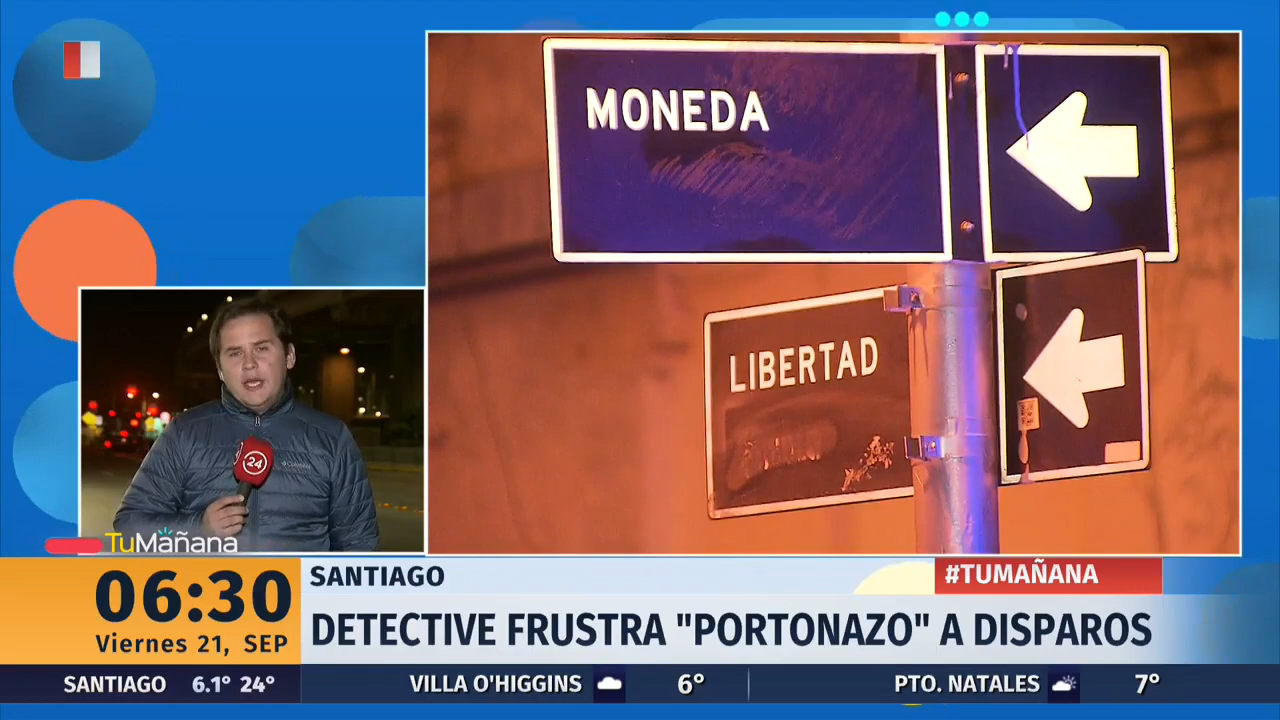 MONEDA
LIBERTAD
24
Columbia
TuMañana
06:30
Viernes 21, SEP
SANTIAGO
#TUMAÑANA
DETECTIVE FRUSTRA "PORTONAZO" A DISPAROS
SANTIAGO 6.1° 24° VILLA O'HIGGINS 6° PTO. NATALES 7°